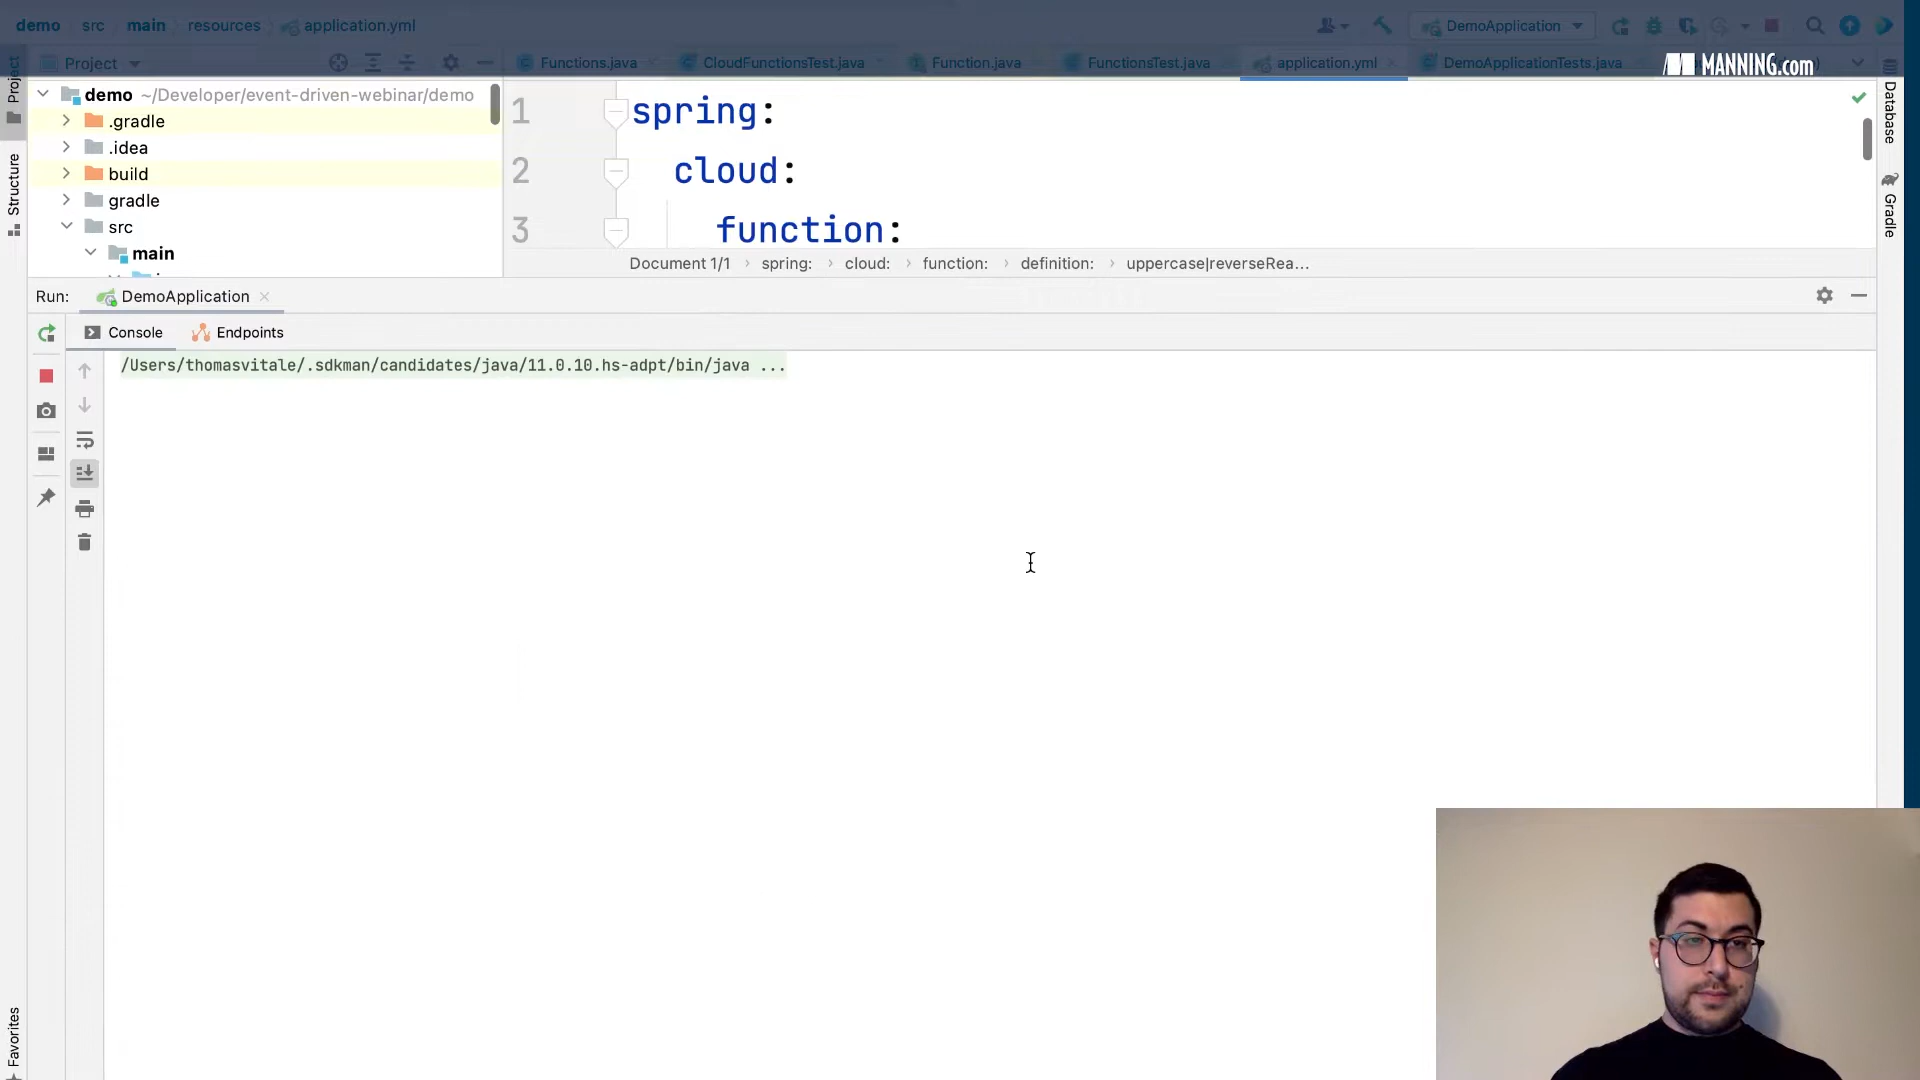 demo src main resources application.yml DemoApplication
Project Functions.java CloudFunctionsTest.java Function.java FunctionsTest.java application.yml DemoApplicationTests.java
MANNING.com
Project
Structure
Favorites
Database
Gradle
demo ~/Developer/event-driven-webinar/demo
.gradle
.idea
build
gradle
src
main
1 spring:
2 cloud:
3 function:
Document 1/1 › spring: › cloud: › function: › definition: › uppercase|reverseRea...
Run: DemoApplication
Console Endpoints
/Users/thomasvitale/.sdkman/candidates/java/11.0.10.hs-adpt/bin/java ...